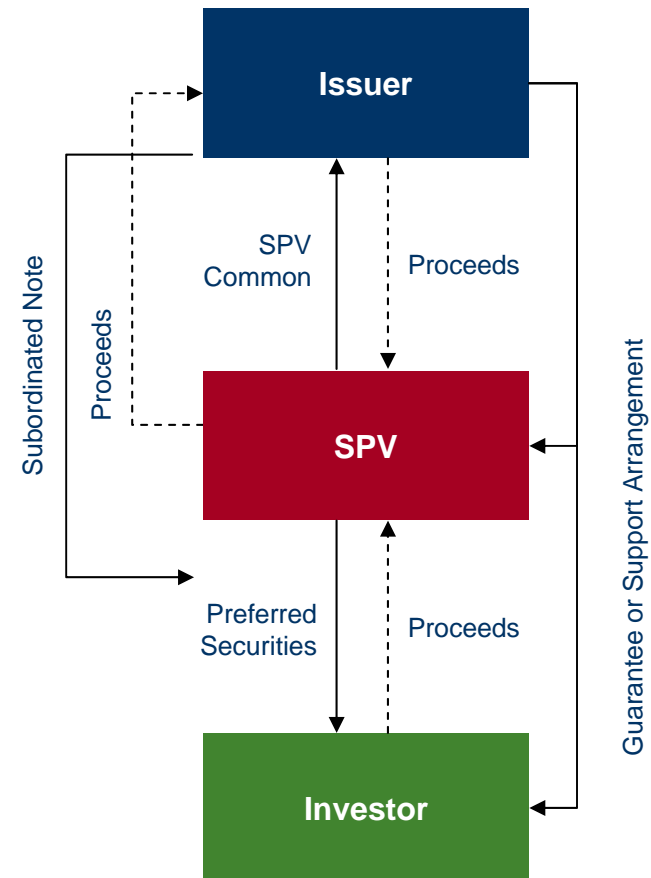 Issuer
SPV
Common
Proceeds
Subordinated Note
Proceeds
Guarantee or Support Arrangement
SPV
Preferred
Securities
Proceeds
Investor